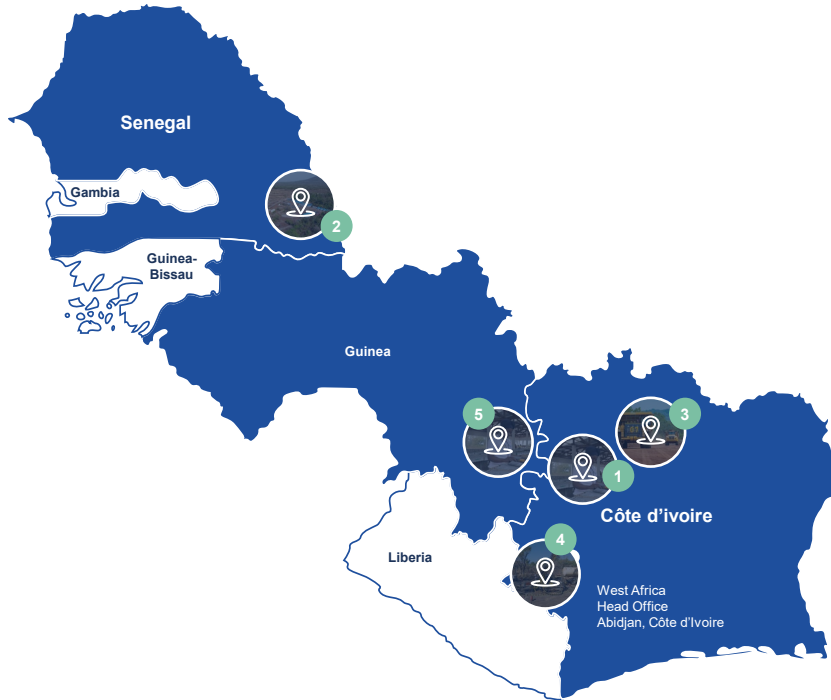 Senegal
Gambia
2
Guinea-
Bissau
Guinea
5
3
1
Côte d'ivoire
4
Liberia
West Africa
Head Office
Abidjan, Côte d'Ivoire